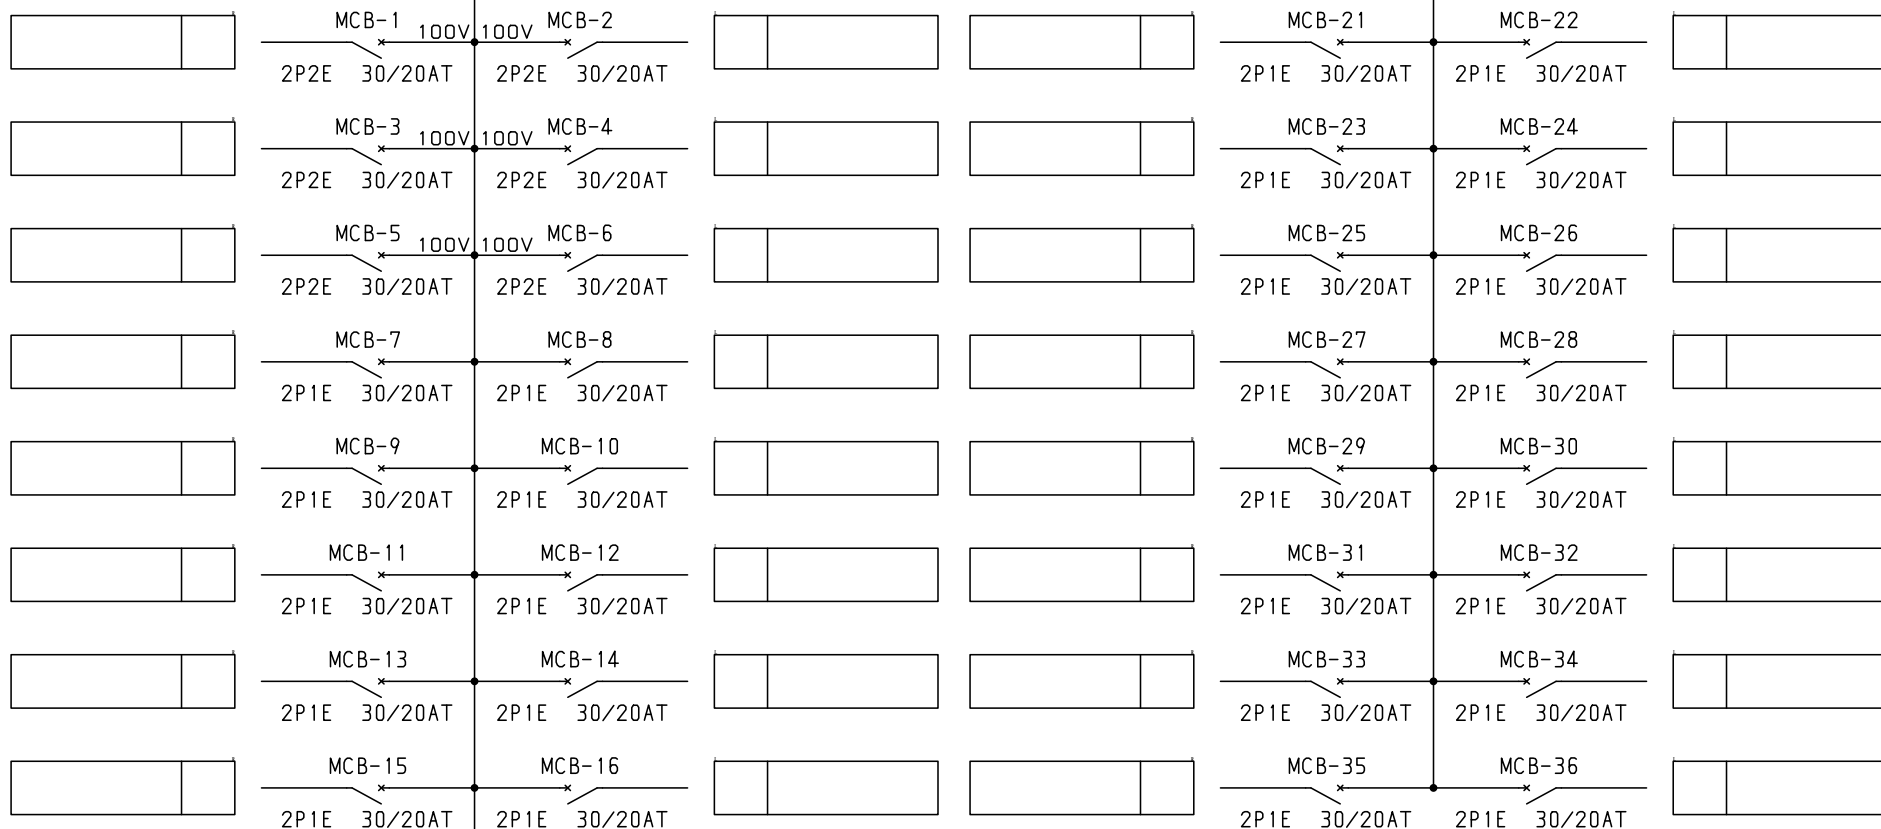 MCB-1 100V 100V MCB-2 MCB-21 MCB-22
2P2E 30/20AT 2P2E 30/20AT 2P1E 30/20AT 2P1E 30/20AT
MCB-3 100V 100V MCB-4 MCB-23 MCB-24
2P2E 30/20AT 2P2E 30/20AT 2P1E 30/20AT 2P1E 30/20AT
MCB-5 100V 100V MCB-6 MCB-25 MCB-26
2P2E 30/20AT 2P2E 30/20AT 2P1E 30/20AT 2P1E 30/20AT
MCB-7 MCB-8 MCB-27 MCB-28
2P1E 30/20AT 2P1E 30/20AT 2P1E 30/20AT 2P1E 30/20AT
MCB-9 MCB-10 MCB-29 MCB-30
2P1E 30/20AT 2P1E 30/20AT 2P1E 30/20AT 2P1E 30/20AT
MCB-11 MCB-12 MCB-31 MCB-32
2P1E 30/20AT 2P1E 30/20AT 2P1E 30/20AT 2P1E 30/20AT
MCB-13 MCB-14 MCB-33 MCB-34
2P1E 30/20AT 2P1E 30/20AT 2P1E 30/20AT 2P1E 30/20AT
MCB-15 MCB-16 MCB-35 MCB-36
2P1E 30/20AT 2P1E 30/20AT 2P1E 30/20AT 2P1E 30/20AT